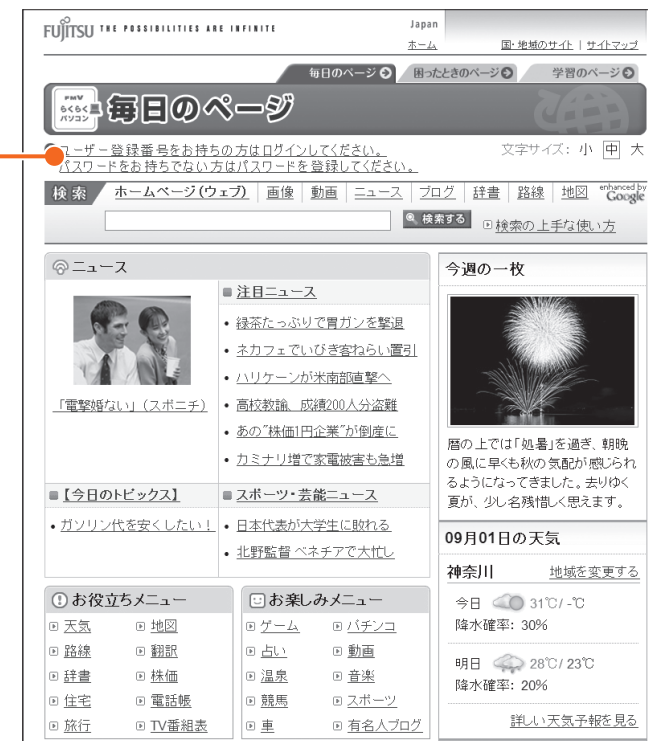 FUJITSU THE POSSIBILITIES ARE INFINITE
Japan
ホーム
国・地域のサイト | サイトマップ
毎日のページ
困ったときのページ
学習のページ
FMV
らくらく
パソコン
毎日のページ
ユーザー登録番号をお持ちの方はログインしてください。
パスワードをお持ちでない方はパスワードを登録してください。
文字サイズ: 小 中 大
検索 ホームページ(ウェブ) | 画像 | 動画 | ニュース | ブログ | 辞書 | 路線 | 地図
enhanced by
Google
検索する
検索の上手な使い方
ニュース
「電撃婚ない」(スポニチ)
注目ニュース
• 緑茶たっぷりで胃ガンを撃退
• ネカフェでいびき客ねらい置引
• ハリケーンが米南部直撃へ
• 高校教諭、成績200人分盗難
• あの"株価1円企業"が倒産に
• カミナリ増で家電被害も急増
【今日のトピックス】
• ガソリン代を安くしたい!
スポーツ・芸能ニュース
• 日本代表が大学生に敗れる
• 北野監督 ベネチアで大忙し
お役立ちメニュー
天気 地図
路線 翻訳
辞書 株価
住宅 電話帳
旅行 TV番組表
お楽しみメニュー
ゲーム パチンコ
占い 動画
温泉 音楽
競馬 スポーツ
車 有名人ブログ
今週の一枚
暦の上では「処暑」を過ぎ、朝晩
の風に早くも秋の気配が感じられ
るようになってきました。去りゆく
夏が、少し名残惜しく思えます。
09月01日の天気
神奈川 地域を変更する
今日 31℃/ -℃
降水確率: 30%
明日 28℃/ 23℃
降水確率: 20%
詳しい天気予報を見る